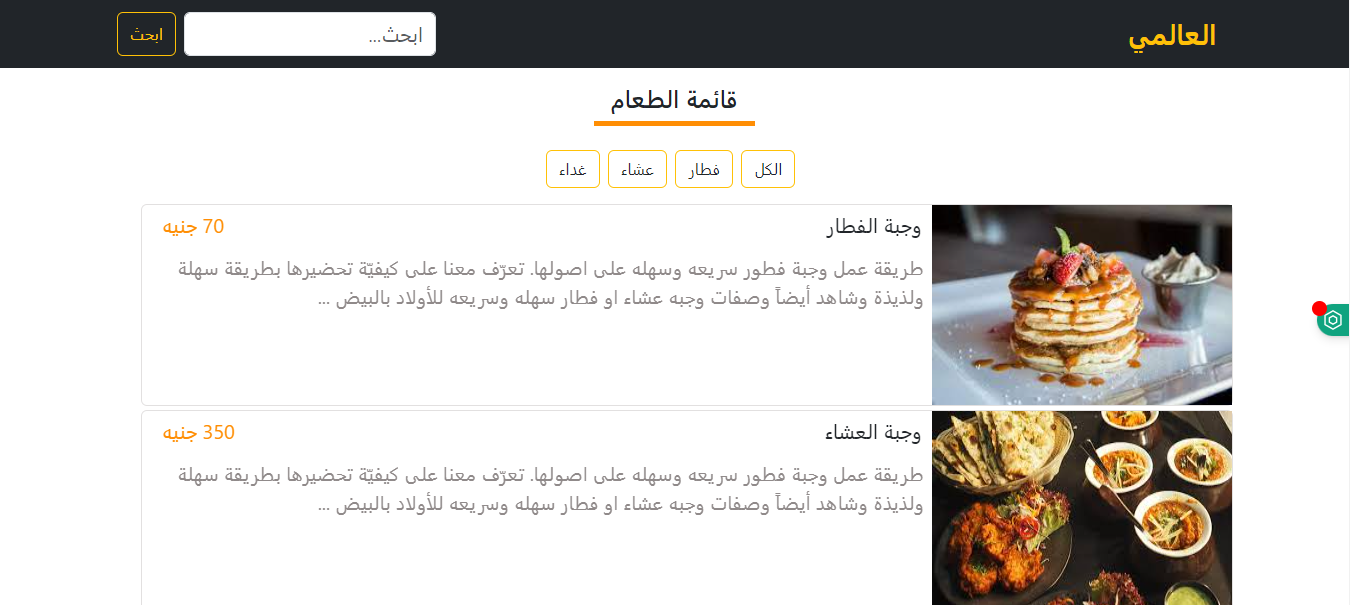 العالمي
ابحث...
ابحث
قائمة الطعام
الكل
فطار
عشاء
غداء
وجبة الفطار
70 جنيه
طريقة عمل وجبة فطور سريعه وسهله على اصولها. تعرّف معنا على كيفيّة تحضيرها بطريقة سهلة
ولذيذة وشاهد أيضاً وصفات وجبه عشاء او فطار سهله وسريعه للأولاد بالبيض ...
وجبة العشاء
350 جنيه
طريقة عمل وجبة فطور سريعه وسهله على اصولها. تعرّف معنا على كيفيّة تحضيرها بطريقة سهلة
ولذيذة وشاهد أيضاً وصفات وجبه عشاء او فطار سهله وسريعه للأولاد بالبيض ...